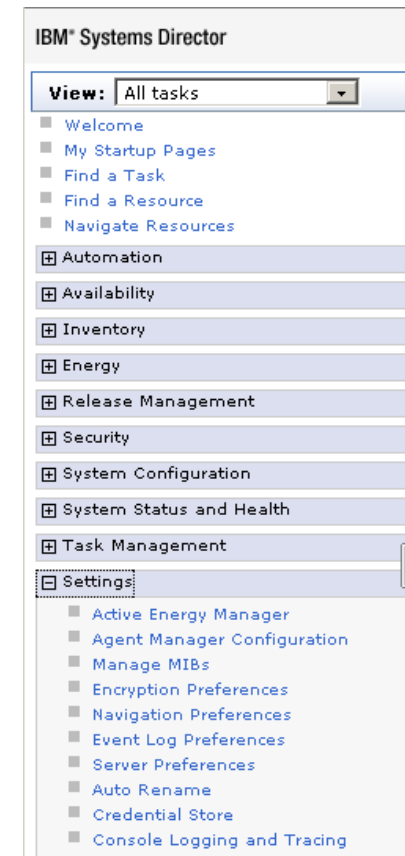 IBM® Systems Director
View: All tasks
Welcome
My Startup Pages
Find a Task
Find a Resource
Navigate Resources
Automation
Availability
Inventory
Energy
Release Management
Security
System Configuration
System Status and Health
Task Management
Settings
Active Energy Manager
Agent Manager Configuration
Manage MIBs
Encryption Preferences
Navigation Preferences
Event Log Preferences
Server Preferences
Auto Rename
Credential Store
Console Logging and Tracing